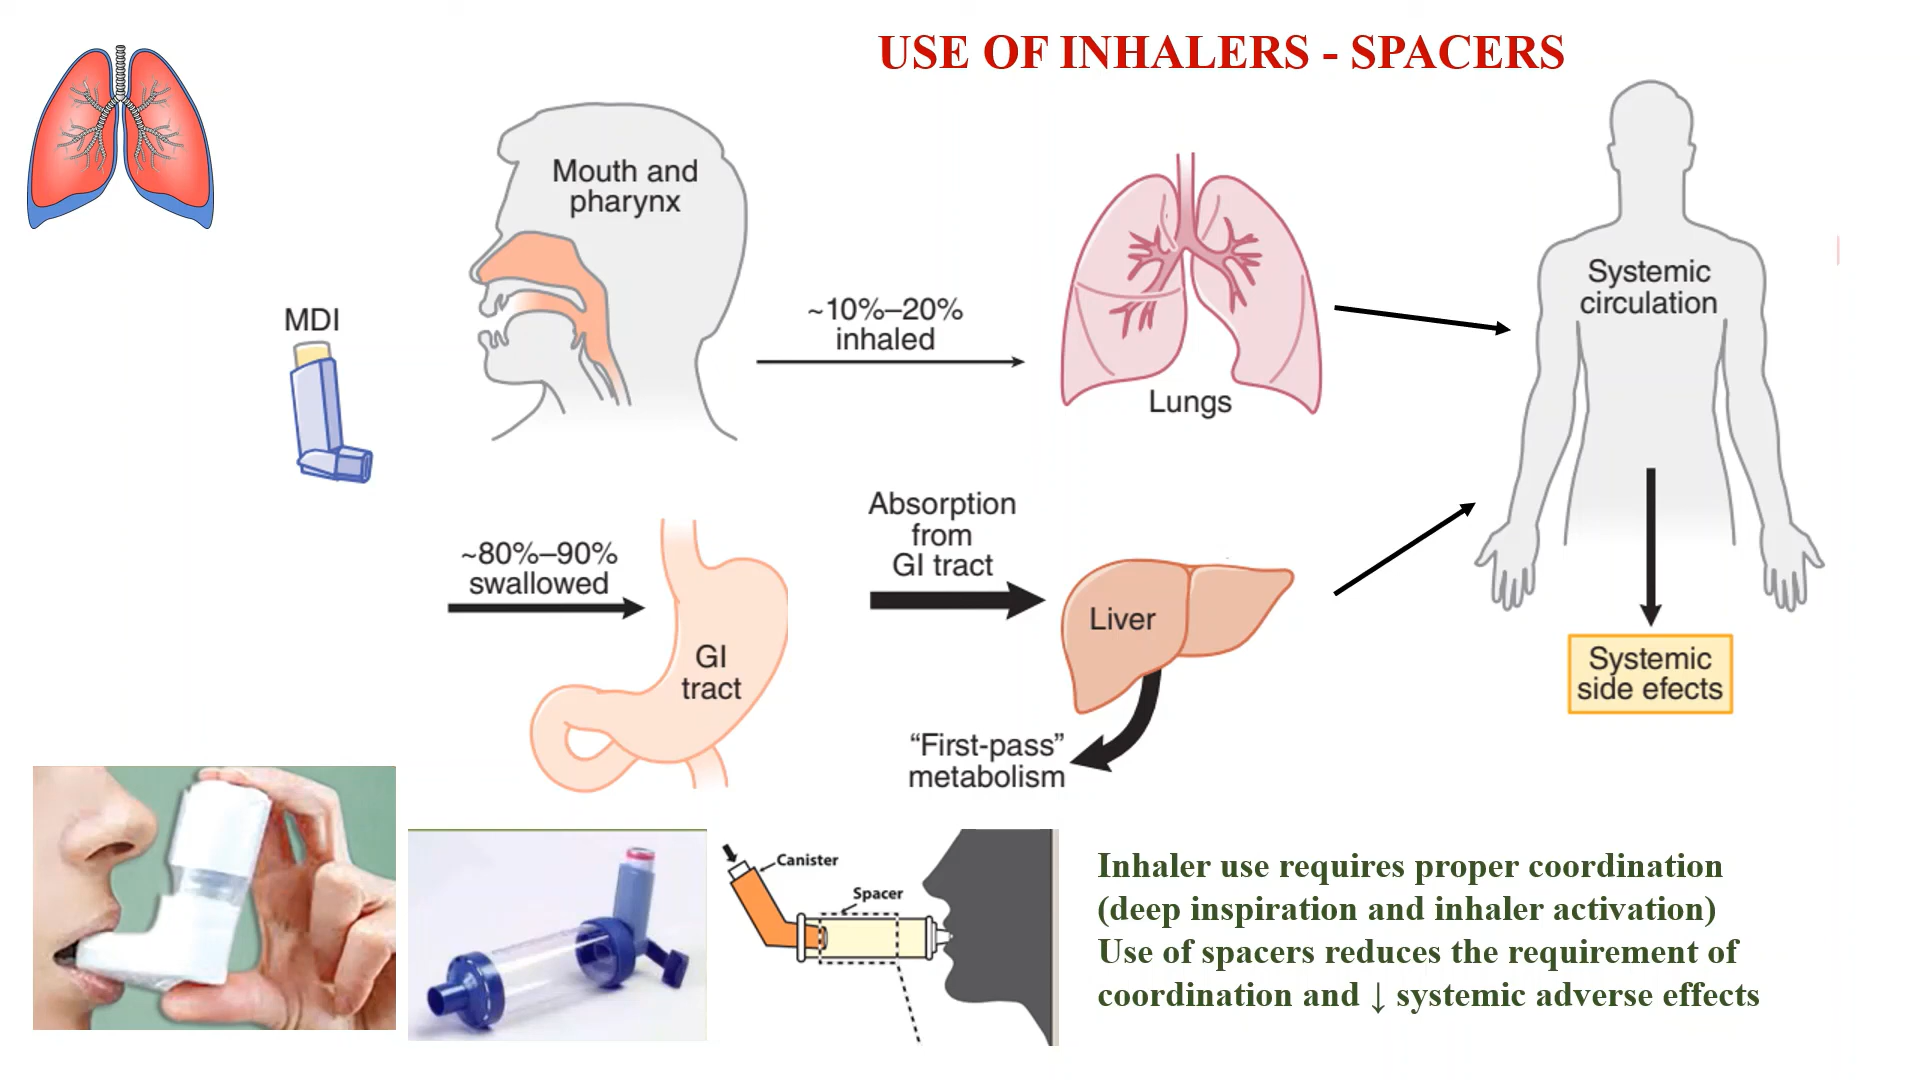 USE OF INHALERS - SPACERS
Mouth and
pharynx
MDI
~10%–20%
inhaled
Lungs
Systemic
circulation
~80%–90%
swallowed
GI
tract
Absorption
from
GI tract
Liver
“First-pass”
metabolism
Systemic
side efects
Canister
Spacer
Inhaler use requires proper coordination
(deep inspiration and inhaler activation)
Use of spacers reduces the requirement of
coordination and ↓ systemic adverse effects